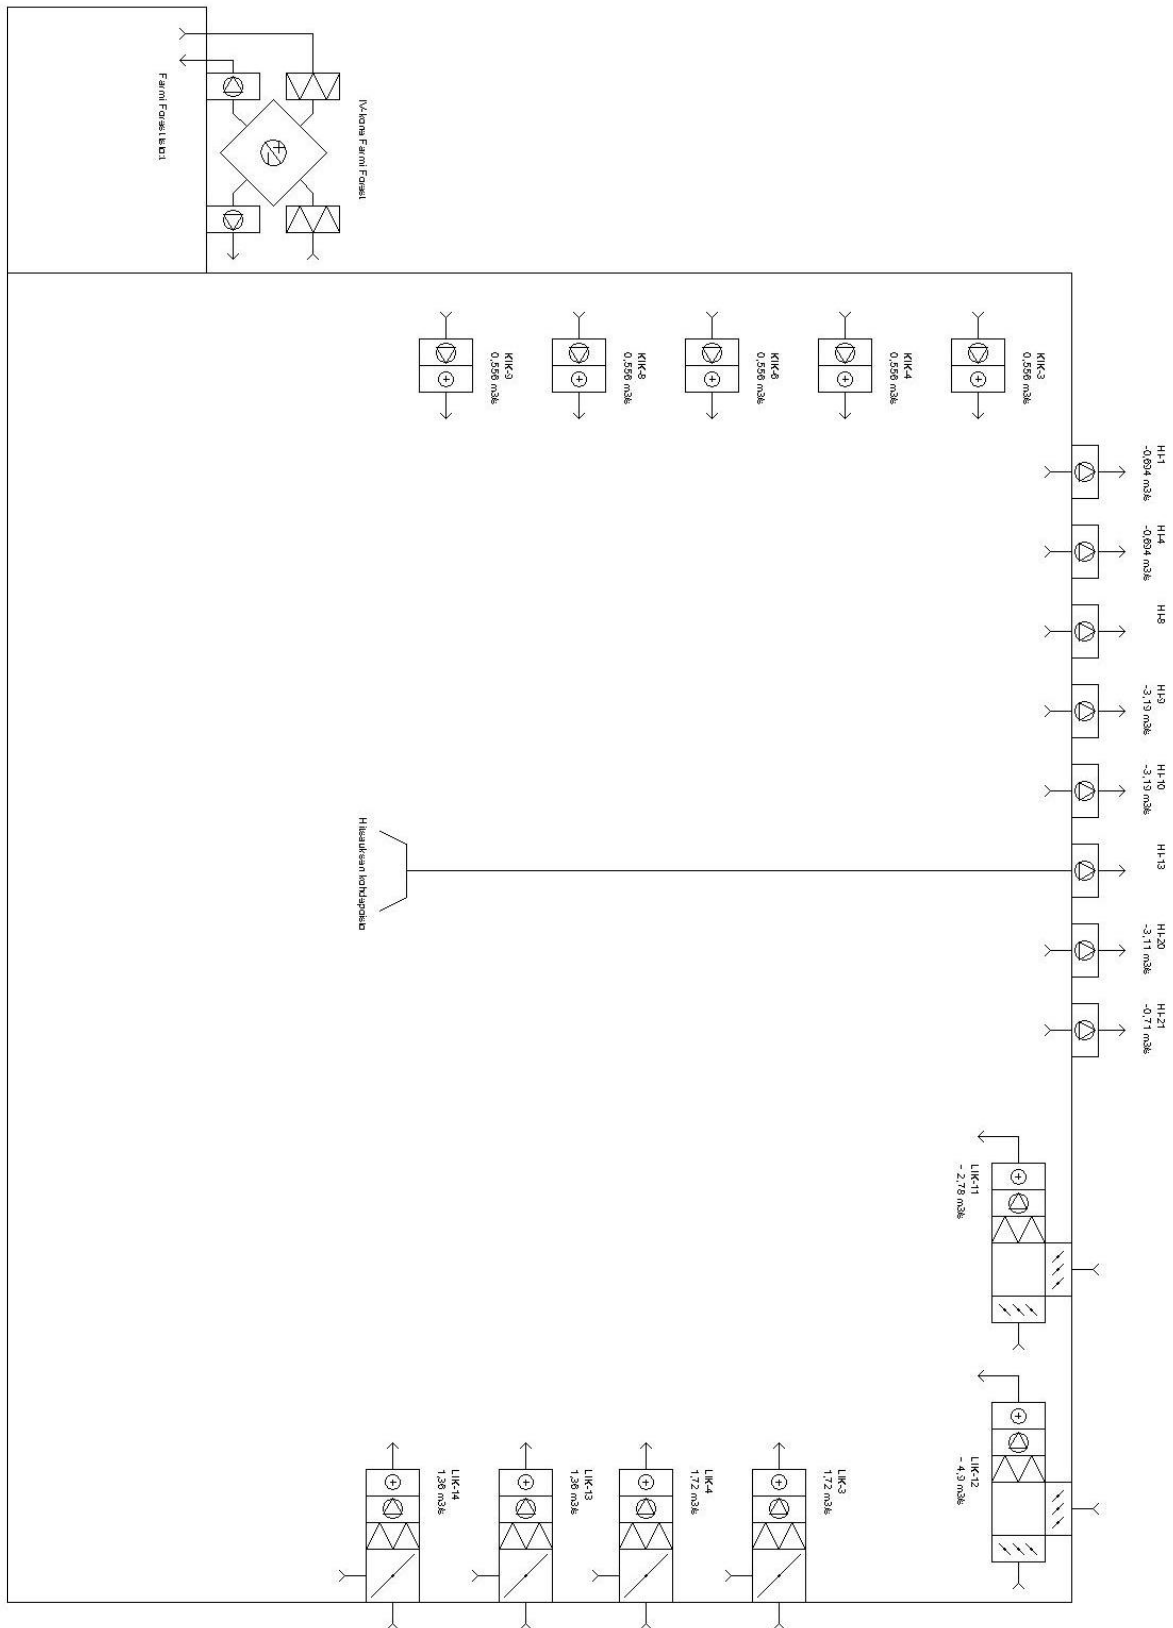 HI-1
-0,694 m3/s
HI-4
-0,694 m3/s
HI-8
HI-9
-3,19 m3/s
HI-10
-3,19 m3/s
HI-13
HI-20
-3,11 m3/s
HI-21
-0,71 m3/s
KIK-3
0,556 m3/s
KIK-4
0,556 m3/s
KIK-6
0,556 m3/s
KIK-8
0,556 m3/s
KIK-9
0,556 m3/s
LIK-11
~ 2,78 m3/s
LIK-12
~ 4,9 m3/s
LIK-3
1,72 m3/s
LIK-4
1,72 m3/s
LIK-13
1,36 m3/s
LIK-14
1,36 m3/s
IV-kone Farmi Forest
Hitsauksen kohdepoisto
Farmi Forest tilat